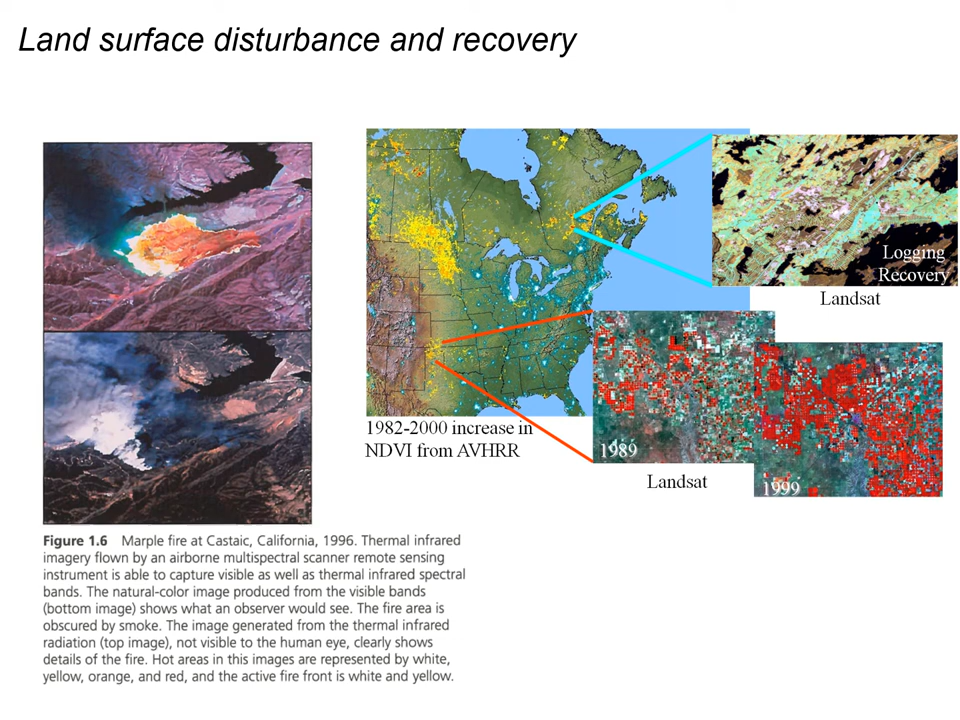 Land surface disturbance and recovery
Logging
Recovery
Landsat
1982-2000 increase in
NDVI from AVHRR
1989
Landsat
1999
Figure 1.6 Marple fire at Castaic, California, 1996. Thermal infrared
imagery flown by an airborne multispectral scanner remote sensing
instrument is able to capture visible as well as thermal infrared spectral
bands. The natural-color image produced from the visible bands
(bottom image) shows what an observer would see. The fire area is
obscured by smoke. The image generated from the thermal infrared
radiation (top image), not visible to the human eye, clearly shows
details of the fire. Hot areas in this images are represented by white,
yellow, orange, and red, and the active fire front is white and yellow.